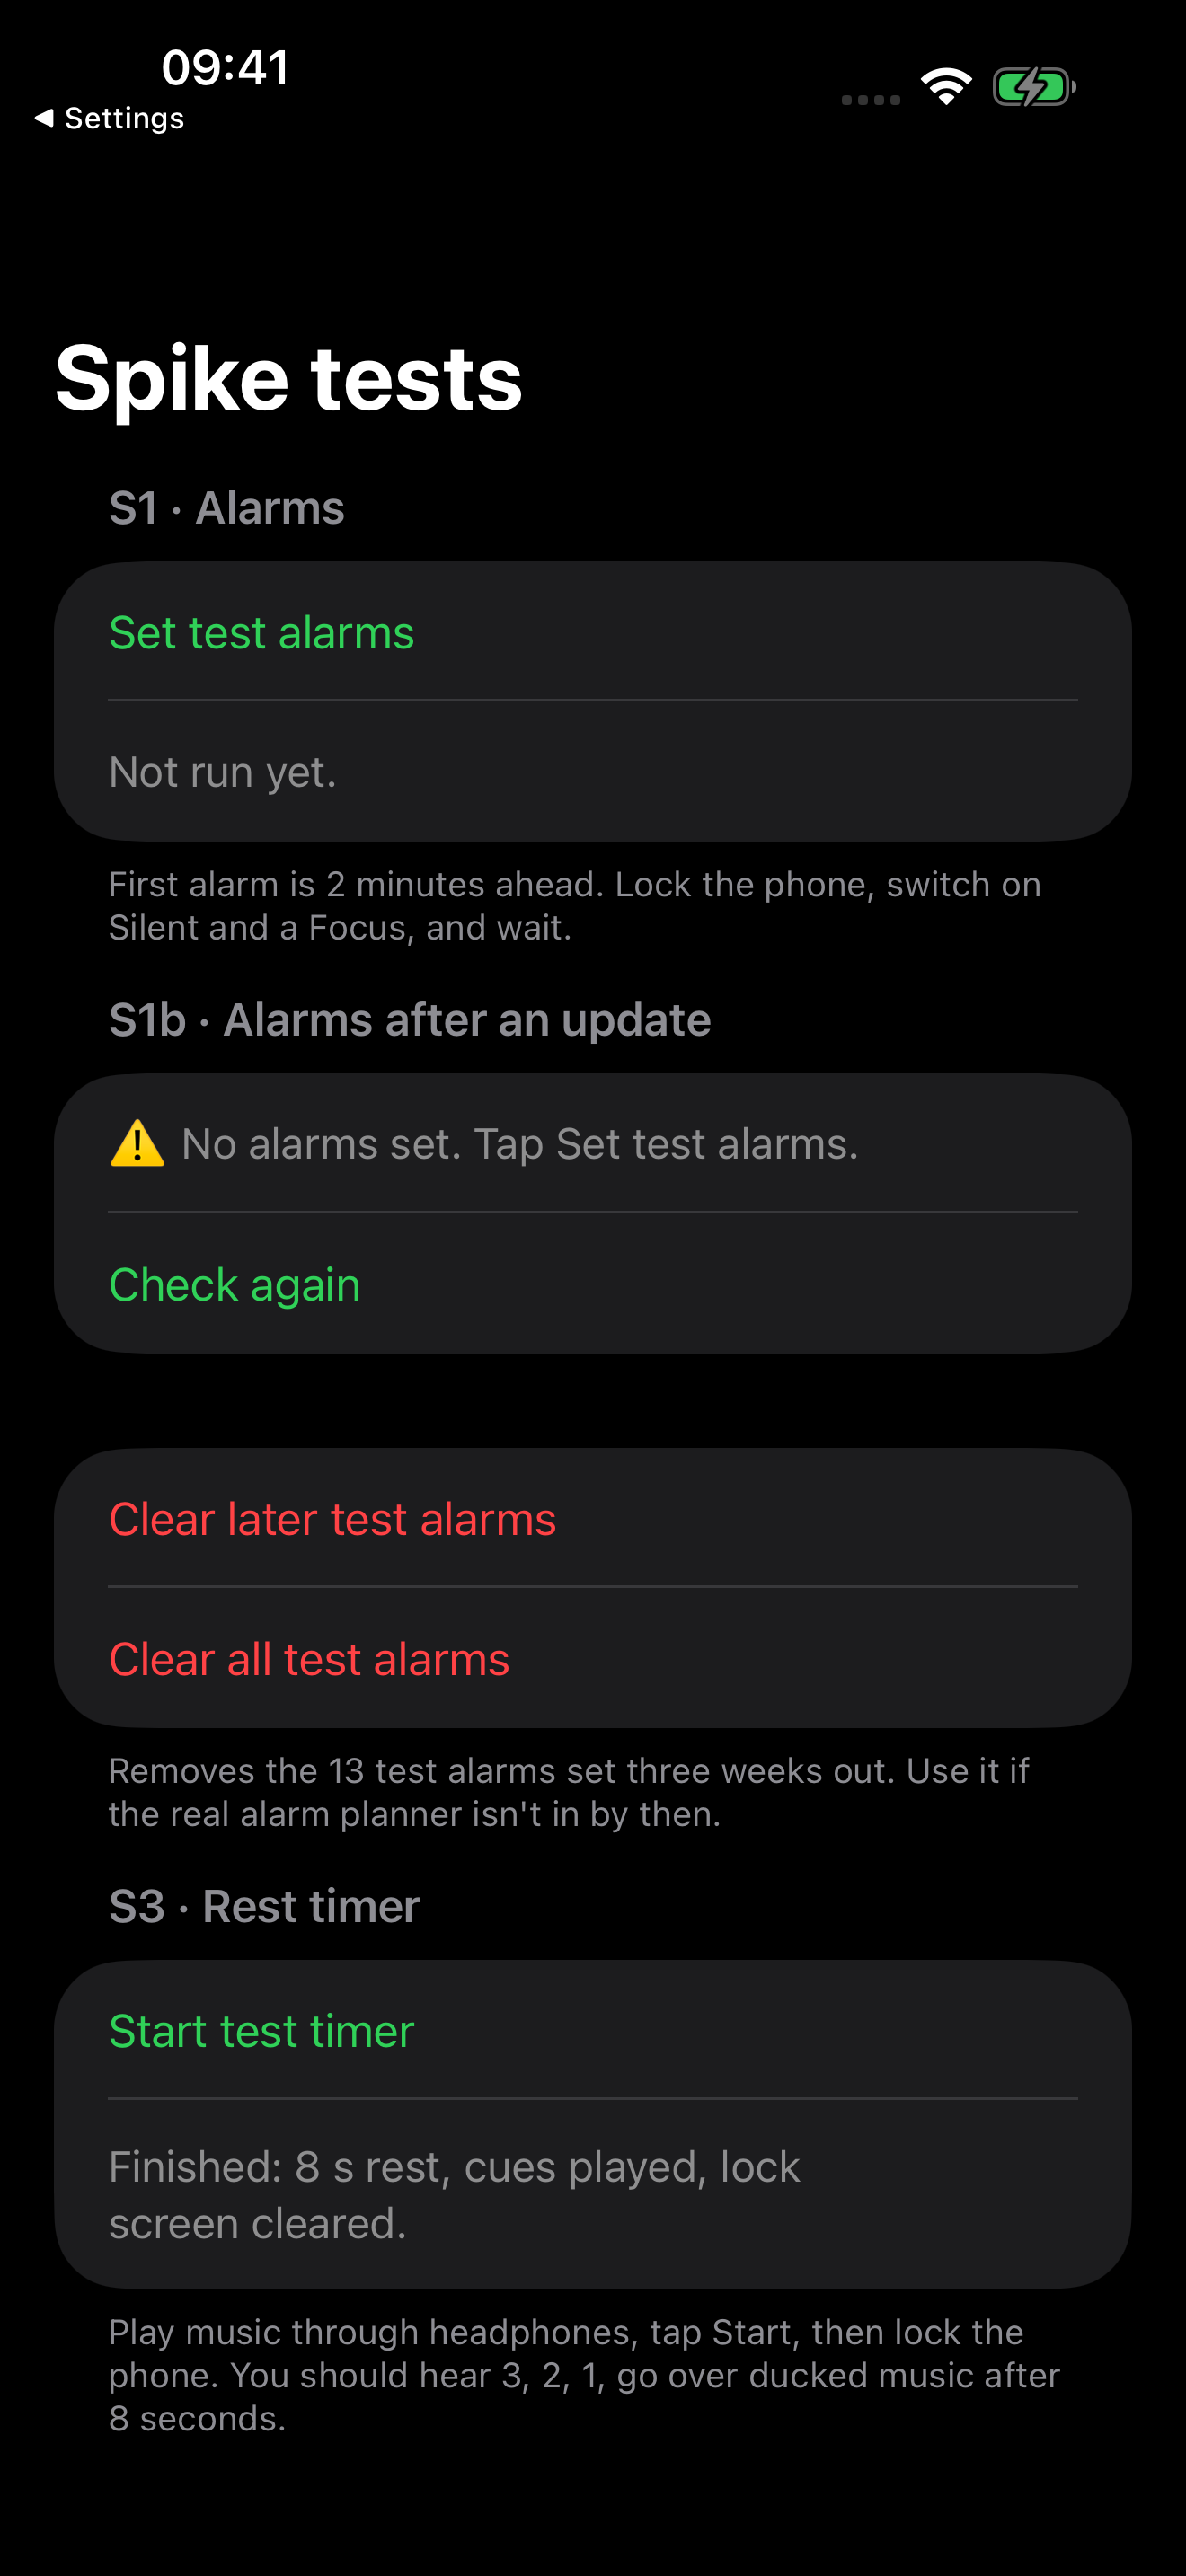 09:41
◀ Settings
Spike tests
S1 · Alarms
Set test alarms
Not run yet.
First alarm is 2 minutes ahead. Lock the phone, switch on
Silent and a Focus, and wait.
S1b · Alarms after an update
⚠️ No alarms set. Tap Set test alarms.
Check again
Clear later test alarms
Clear all test alarms
Removes the 13 test alarms set three weeks out. Use it if
the real alarm planner isn't in by then.
S3 · Rest timer
Start test timer
Finished: 8 s rest, cues played, lock
screen cleared.
Play music through headphones, tap Start, then lock the
phone. You should hear 3, 2, 1, go over ducked music after
8 seconds.